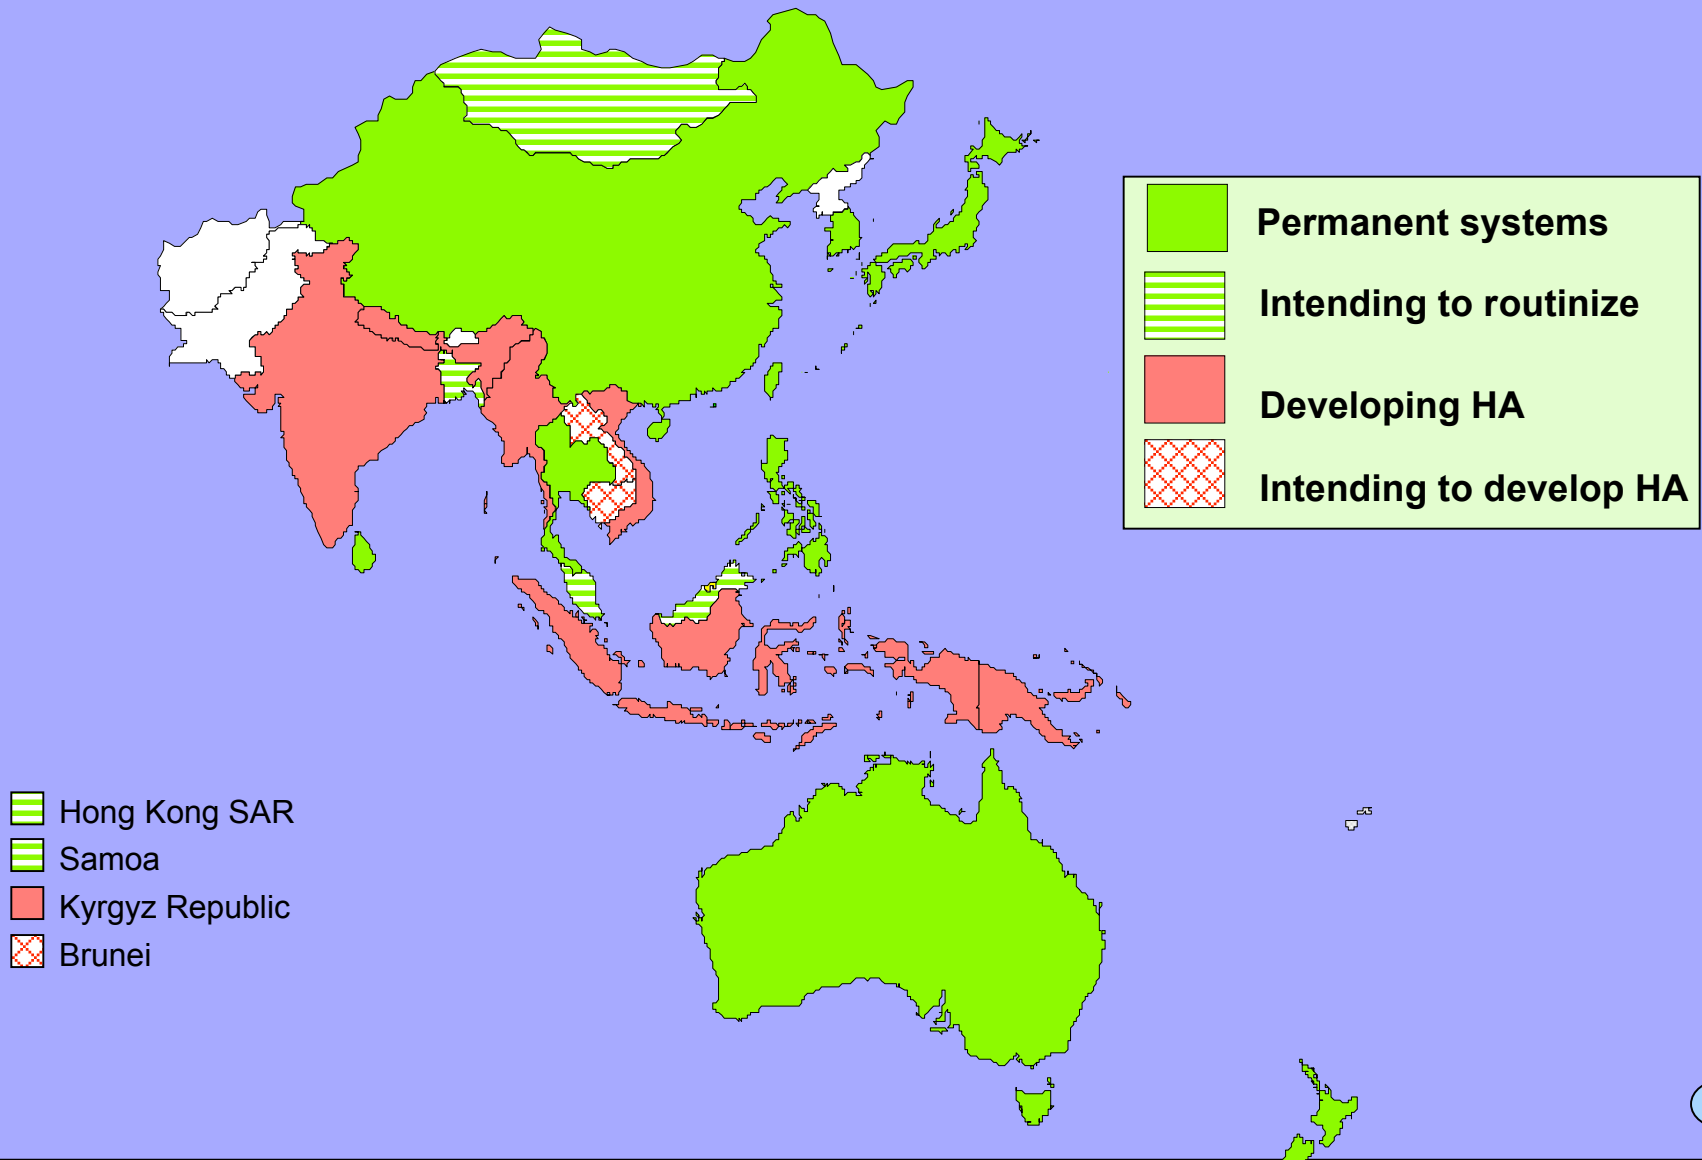 Permanent systems
Intending to routinize
Developing HA
Intending to develop HA
Hong Kong SAR
Samoa
Kyrgyz Republic
Brunei